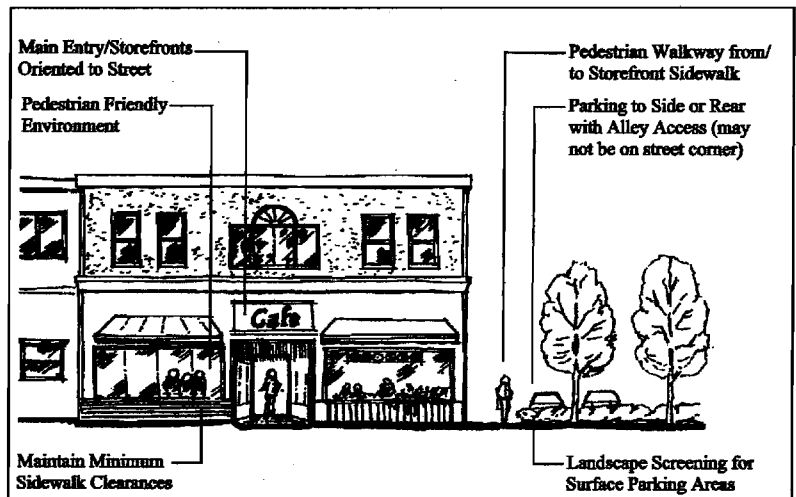 Main Entry/Storefronts
Oriented to Street
Pedestrian Friendly
Environment
Pedestrian Walkway from/
to Storefront Sidewalk
Parking to Side or Rear
with Alley Access (may
not be on street corner)
Cafe
Maintain Minimum
Sidewalk Clearances
Landscape Screening for
Surface Parking Areas